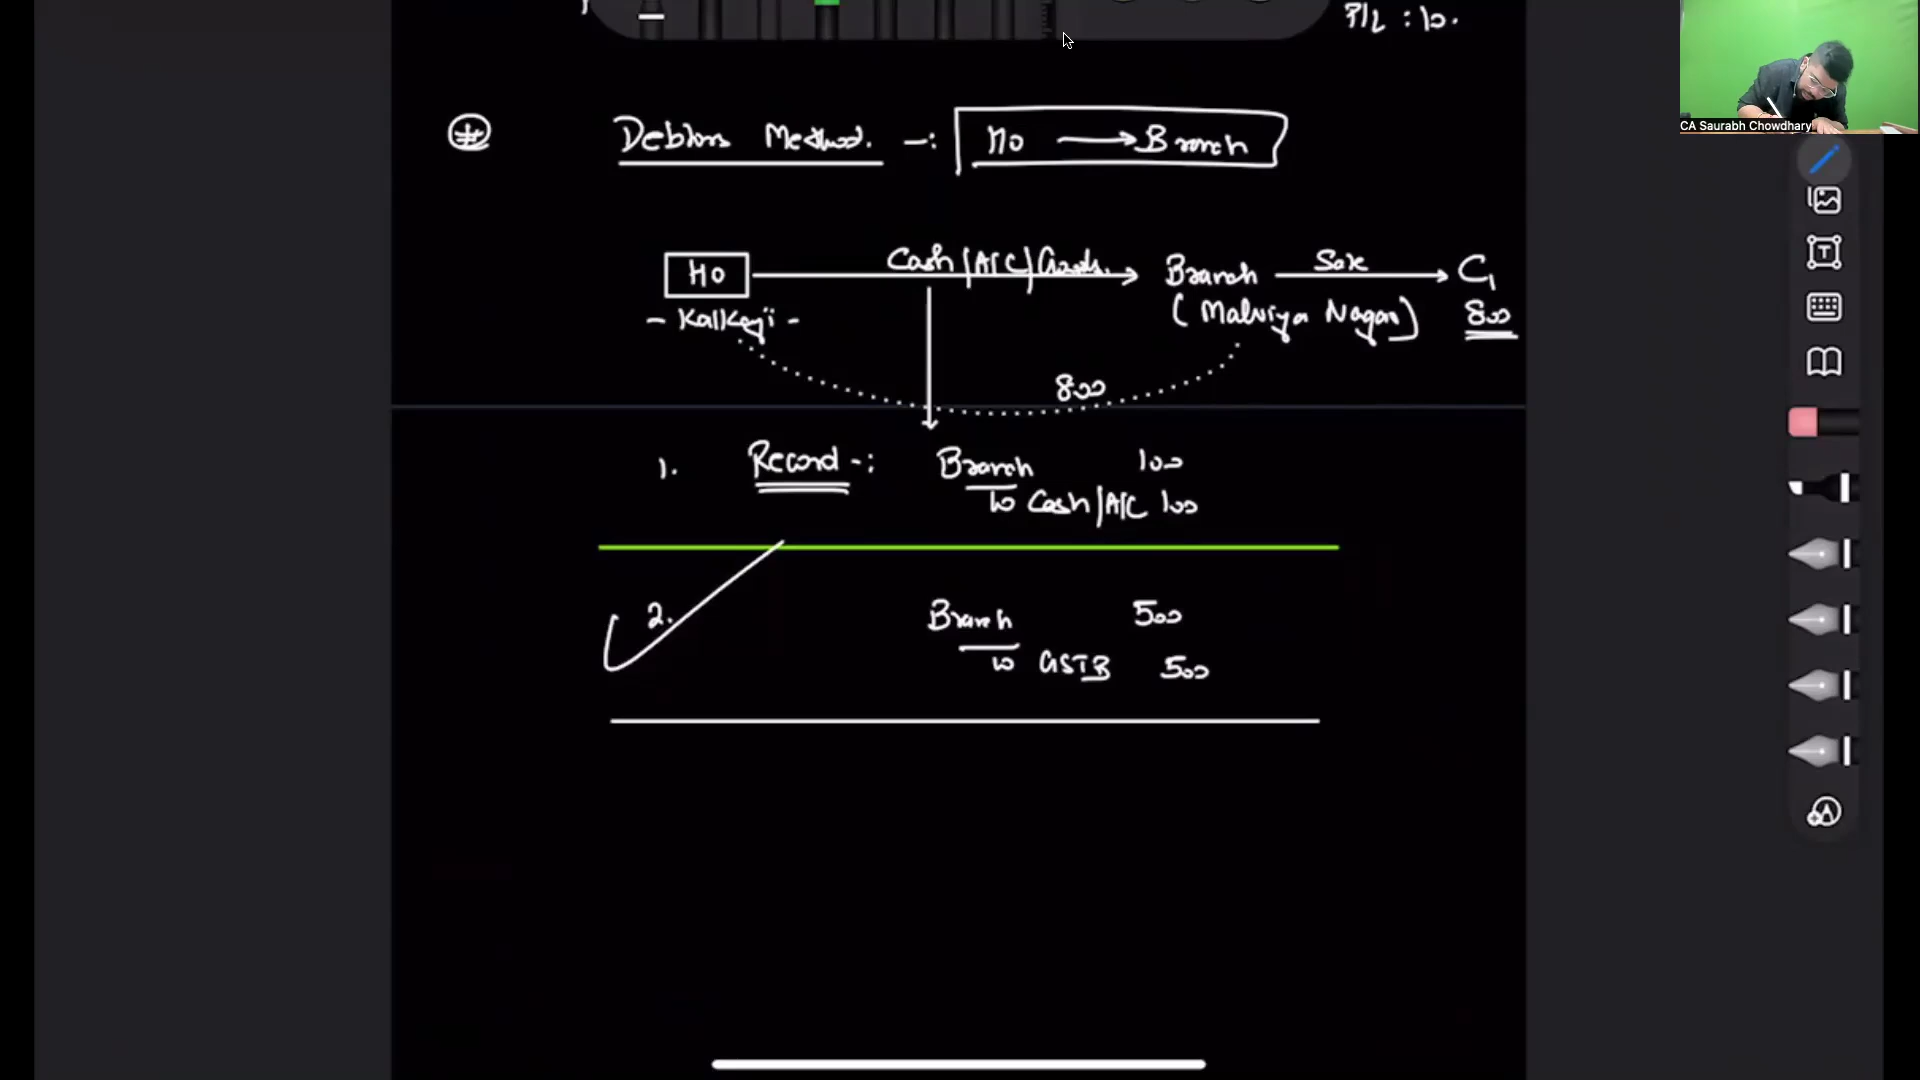 P/L : 10.
CA Saurabh Chowdhary
Debtors Method. -: HO → Branch
HO Cash/A/C/Goods. Branch Sale C1
- Kalkaji - (Malviya Nagar) 800
800
1. Record -: Branch 100
to Cash/A/C 100
2. Branch 500
to GSTB 500